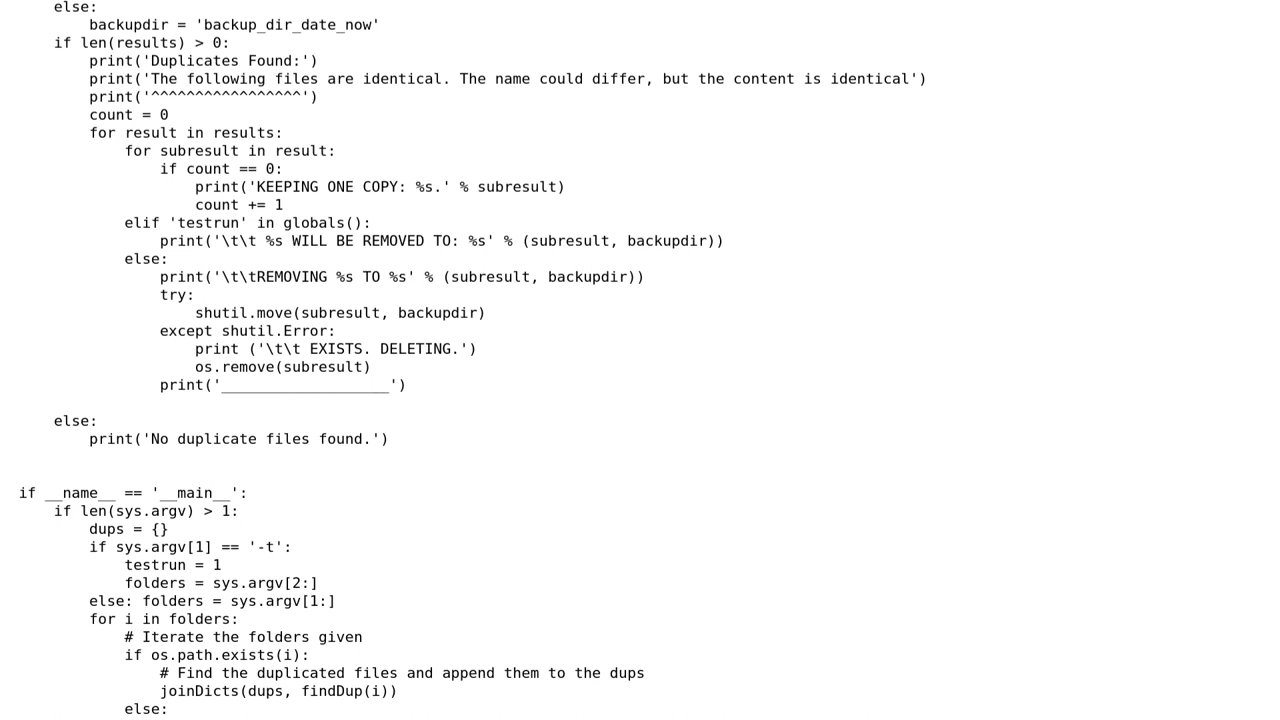 else:
        backupdir = 'backup_dir_date_now'
    if len(results) > 0:
        print('Duplicates Found:')
        print('The following files are identical. The name could differ, but the content is identical')
        print('^^^^^^^^^^^^^^^^^')
        count = 0
        for result in results:
            for subresult in result:
                if count == 0:
                    print('KEEPING ONE COPY: %s.' % subresult)
                    count += 1
            elif 'testrun' in globals():
                print('\t\t %s WILL BE REMOVED TO: %s' % (subresult, backupdir))
            else:
                print('\t\tREMOVING %s TO %s' % (subresult, backupdir))
                try:
                    shutil.move(subresult, backupdir)
                except shutil.Error:
                    print ('\t\t EXISTS. DELETING.')
                    os.remove(subresult)
                print('___________________')

    else:
        print('No duplicate files found.')


if __name__ == '__main__':
    if len(sys.argv) > 1:
        dups = {}
        if sys.argv[1] == '-t':
            testrun = 1
            folders = sys.argv[2:]
        else: folders = sys.argv[1:]
        for i in folders:
            # Iterate the folders given
            if os.path.exists(i):
                # Find the duplicated files and append them to the dups
                joinDicts(dups, findDup(i))
            else: